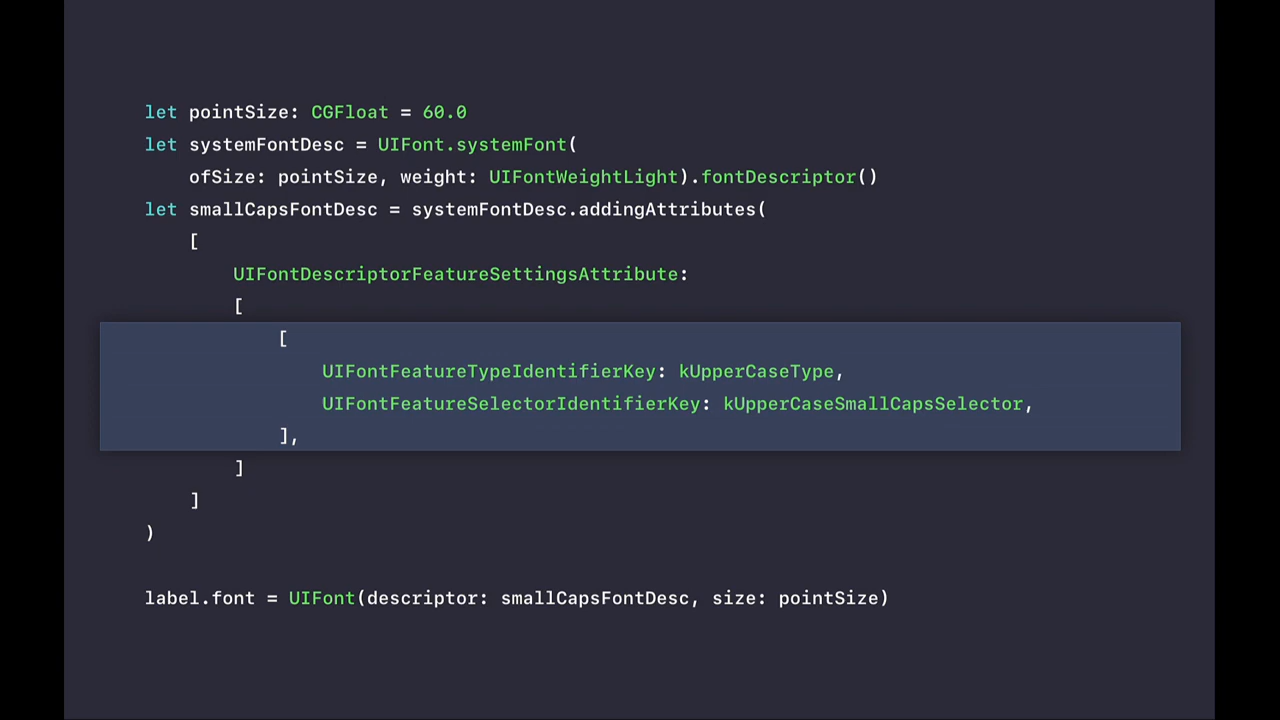 let pointSize: CGFloat = 60.0
let systemFontDesc = UIFont.systemFont(
    ofSize: pointSize, weight: UIFontWeightLight).fontDescriptor()
let smallCapsFontDesc = systemFontDesc.addingAttributes(
    [
        UIFontDescriptorFeatureSettingsAttribute:
        [
            [
                UIFontFeatureTypeIdentifierKey: kUpperCaseType,
                UIFontFeatureSelectorIdentifierKey: kUpperCaseSmallCapsSelector,
            ],
        ]
    ]
)
label.font = UIFont(descriptor: smallCapsFontDesc, size: pointSize)